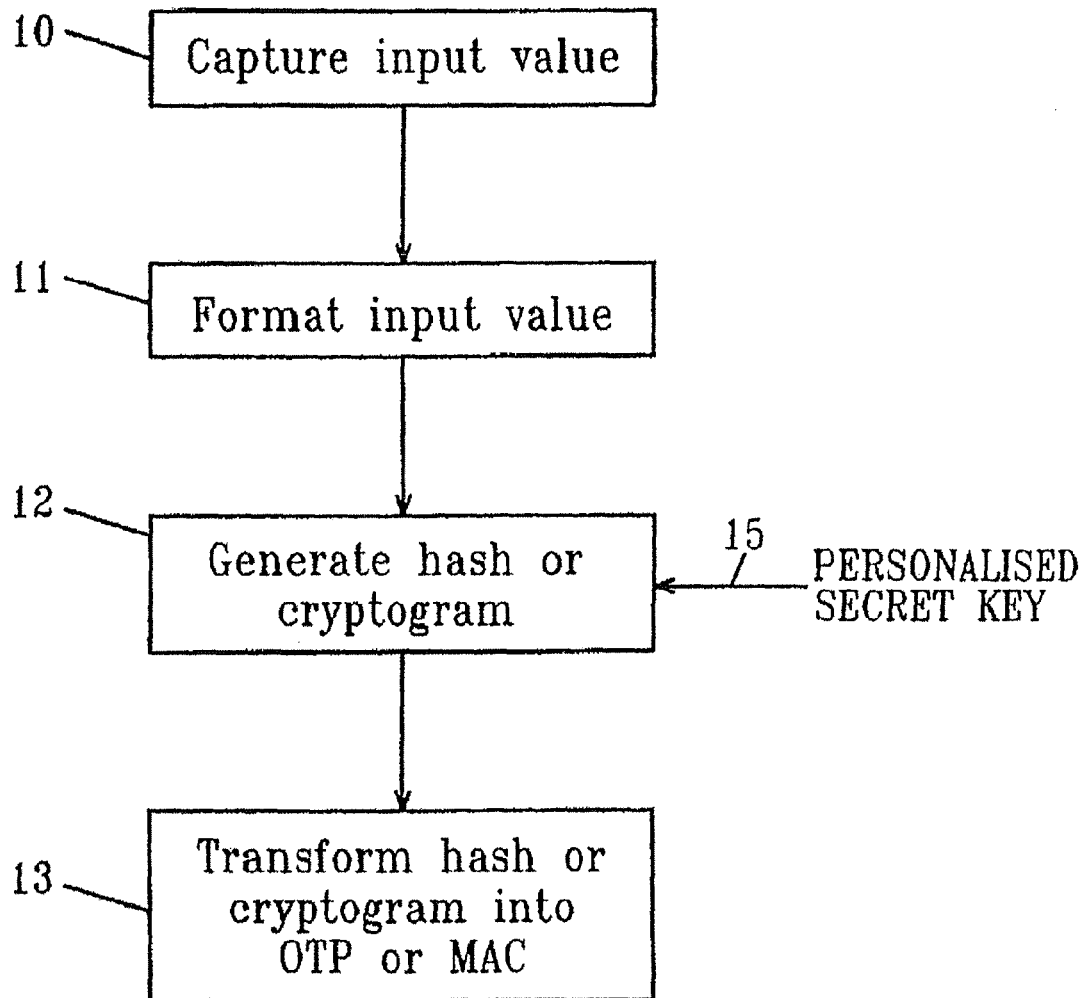 10
Capture input value
11
Format input value
12
Generate hash or
cryptogram
15
PERSONALISED
SECRET KEY
13
Transform hash or
cryptogram into
OTP or MAC